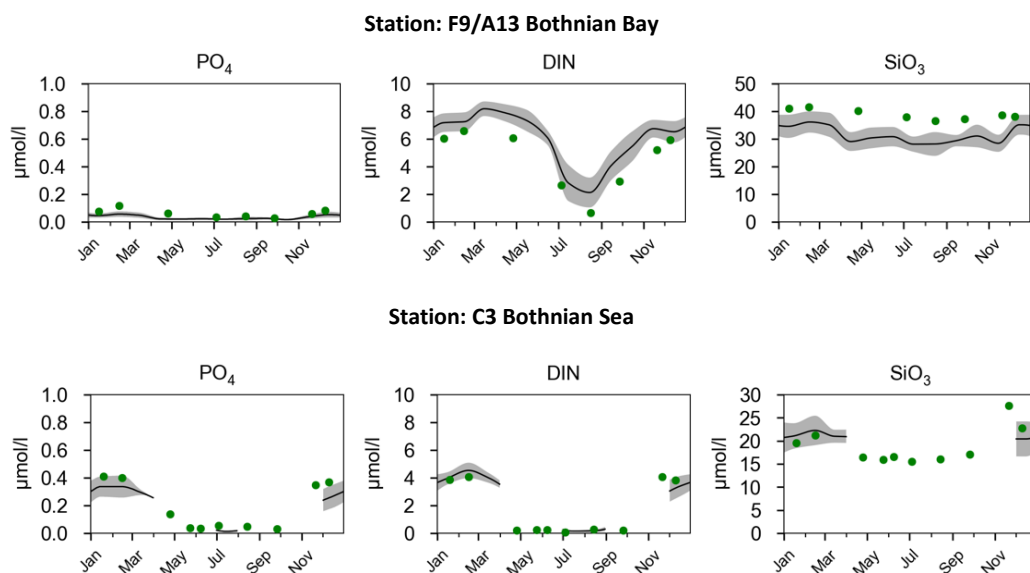 Station: F9/A13 Bothnian Bay
PO4 DIN SiO3
1.0
0.8
0.6
0.4
0.2
0.0
µmol/l
Jan Mar May Jul Sep Nov
10
8
6
4
2
0
µmol/l
Jan Mar May Jul Sep Nov
50
40
30
20
10
0
µmol/l
Jan Mar May Jul Sep Nov
Station: C3 Bothnian Sea
PO4 DIN SiO3
1.0
0.8
0.6
0.4
0.2
0.0
µmol/l
Jan Mar May Jul Sep Nov
10
8
6
4
2
0
µmol/l
Jan Mar May Jul Sep Nov
30
25
20
15
10
5
0
µmol/l
Jan Mar May Jul Sep Nov